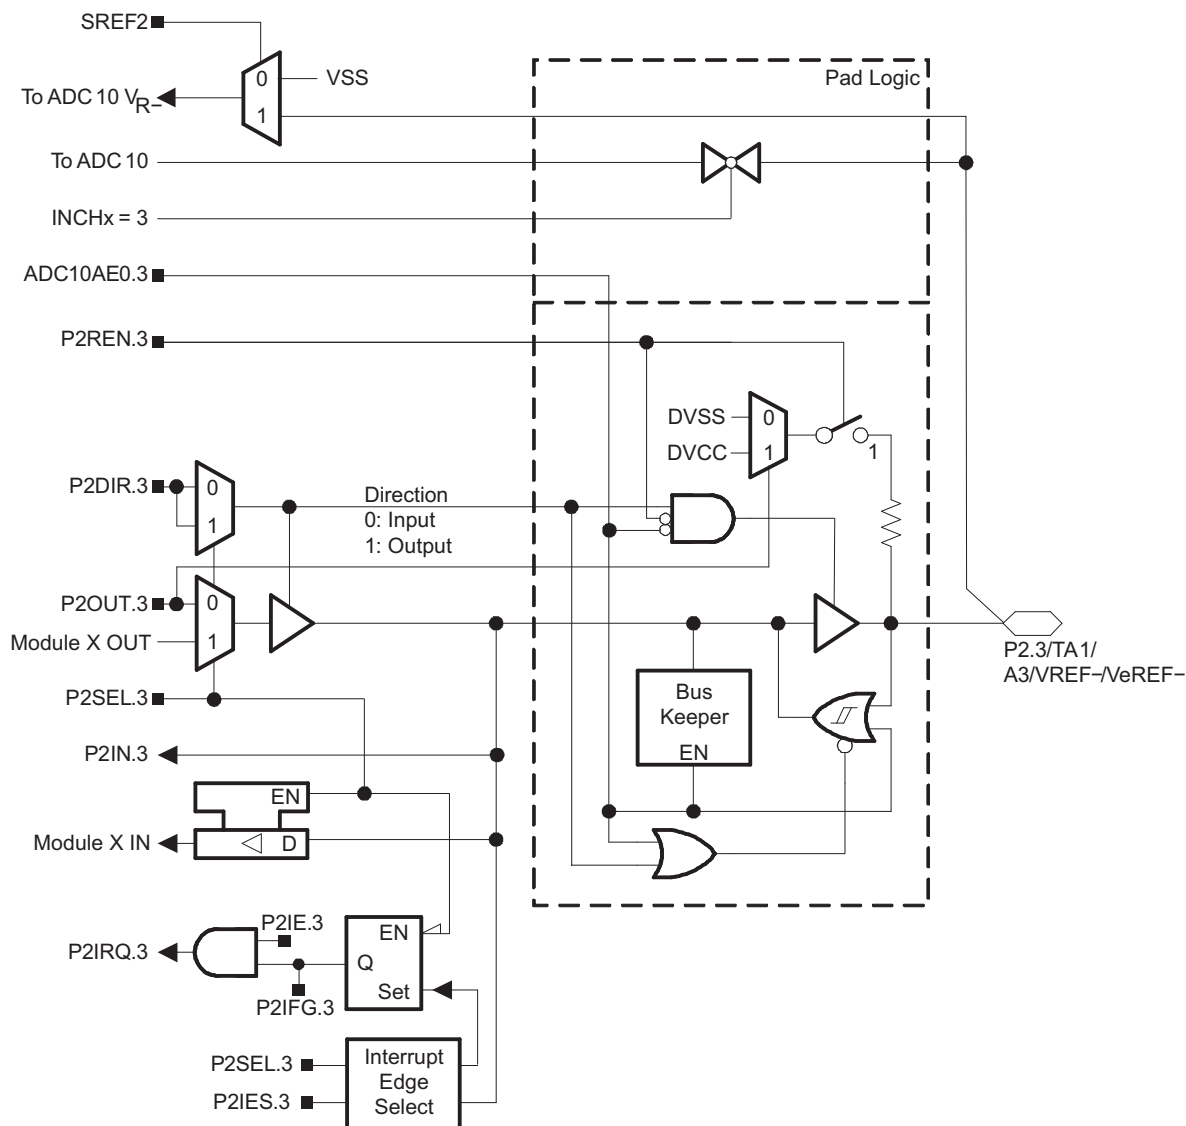 SREF2
0
VSS
Pad Logic
To ADC 10 VR−
1
To ADC 10
INCHx = 3
ADC10AE0.3
P2REN.3
DVSS
0
DVCC
1
1
P2DIR.3
0
1
Direction
0: Input
1: Output
P2OUT.3
0
Module X OUT
1
P2.3/TA1/
A3/VREF−/VeREF−
P2SEL.3
Bus
Keeper
EN
P2IN.3
EN
Module X IN
D
P2IE.3
EN
P2IRQ.3
Q
Set
P2IFG.3
P2SEL.3
P2IES.3
Interrupt
Edge
Select